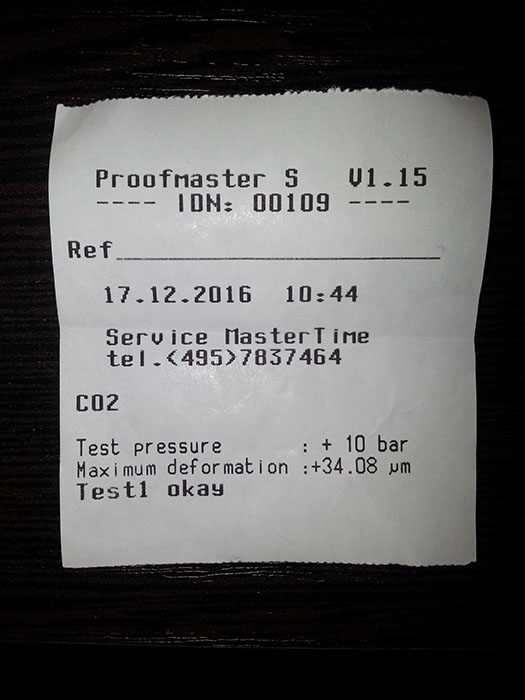 Proofmaster S V1.15
---- IDN: 00109 ----
Ref____________________
17.12.2016 10:44
Service MasterTime
tel.(495)7837464
CO2
Test pressure : + 10 bar
Maximum deformation :+34.08 µm
Test1 okay